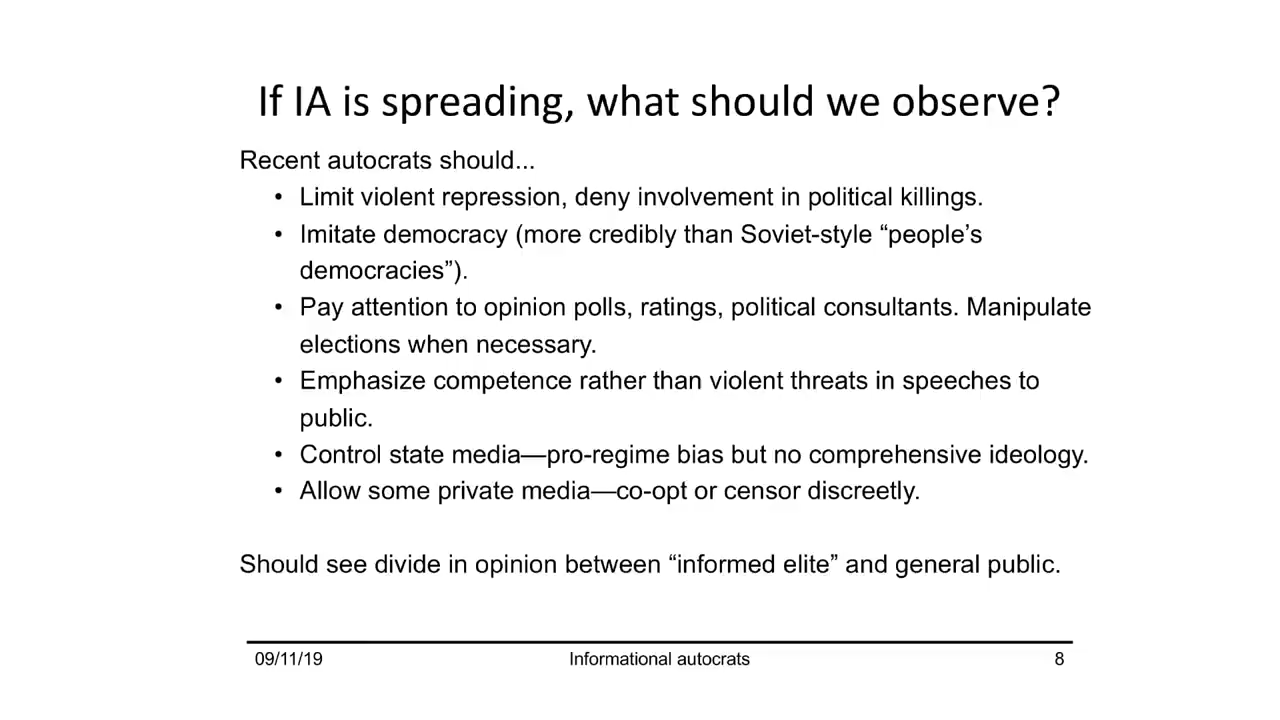 If IA is spreading, what should we observe?
Recent autocrats should...
• Limit violent repression, deny involvement in political killings.
• Imitate democracy (more credibly than Soviet-style “people’s
democracies”).
• Pay attention to opinion polls, ratings, political consultants. Manipulate
elections when necessary.
• Emphasize competence rather than violent threats in speeches to
public.
• Control state media—pro-regime bias but no comprehensive ideology.
• Allow some private media—co-opt or censor discreetly.
Should see divide in opinion between “informed elite” and general public.
09/11/19 Informational autocrats 8